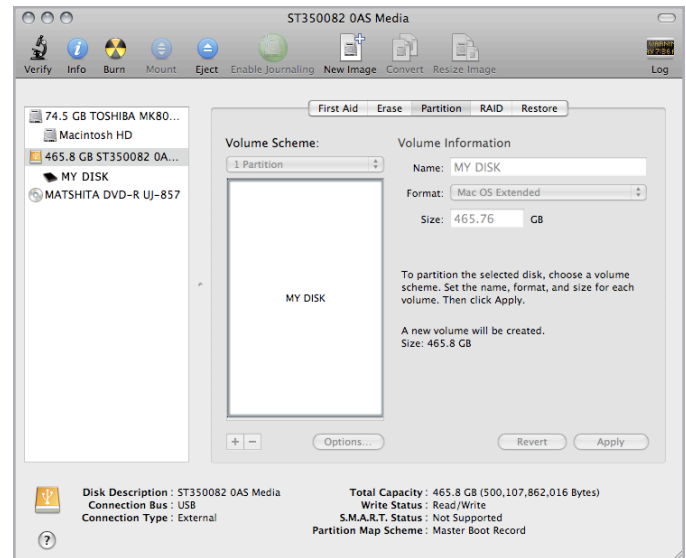 ST350082 0AS Media
Verify Info Burn Mount Eject Enable Journaling New Image Convert Resize Image Log
First Aid Erase Partition RAID Restore
74.5 GB TOSHIBA MK80...
Macintosh HD
465.8 GB ST350082 0A...
MY DISK
MATSHITA DVD-R UJ-857
Volume Scheme:
1 Partition
MY DISK
+ − Options...
Volume Information
Name: MY DISK
Format: Mac OS Extended
Size: 465.76 GB
To partition the selected disk, choose a volume
scheme. Set the name, format, and size for each
volume. Then click Apply.
A new volume will be created.
Size: 465.8 GB
Revert Apply
Disk Description : ST350082 0AS Media
Connection Bus : USB
Connection Type : External
Total Capacity : 465.8 GB (500,107,862,016 Bytes)
Write Status : Read/Write
S.M.A.R.T. Status : Not Supported
Partition Map Scheme : Master Boot Record
?